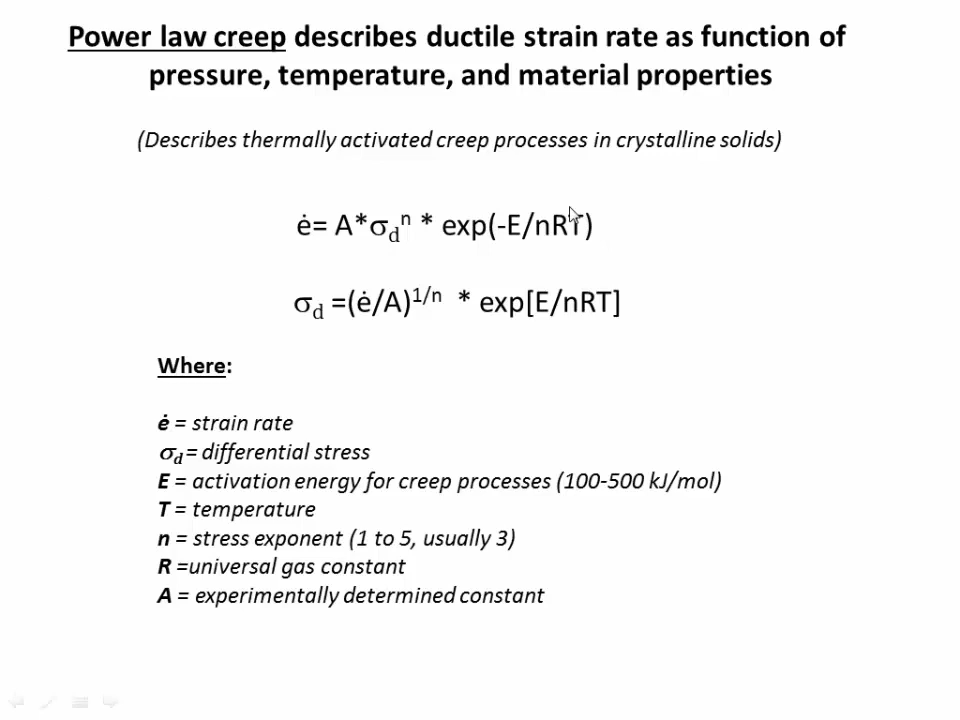 Power law creep describes ductile strain rate as function of
pressure, temperature, and material properties
(Describes thermally activated creep processes in crystalline solids)
ė= A*σdⁿ * exp(-E/nRT)
σd =(ė/A)^1/n * exp[E/nRT]
Where:
ė = strain rate
σd = differential stress
E = activation energy for creep processes (100-500 kJ/mol)
T = temperature
n = stress exponent (1 to 5, usually 3)
R =universal gas constant
A = experimentally determined constant